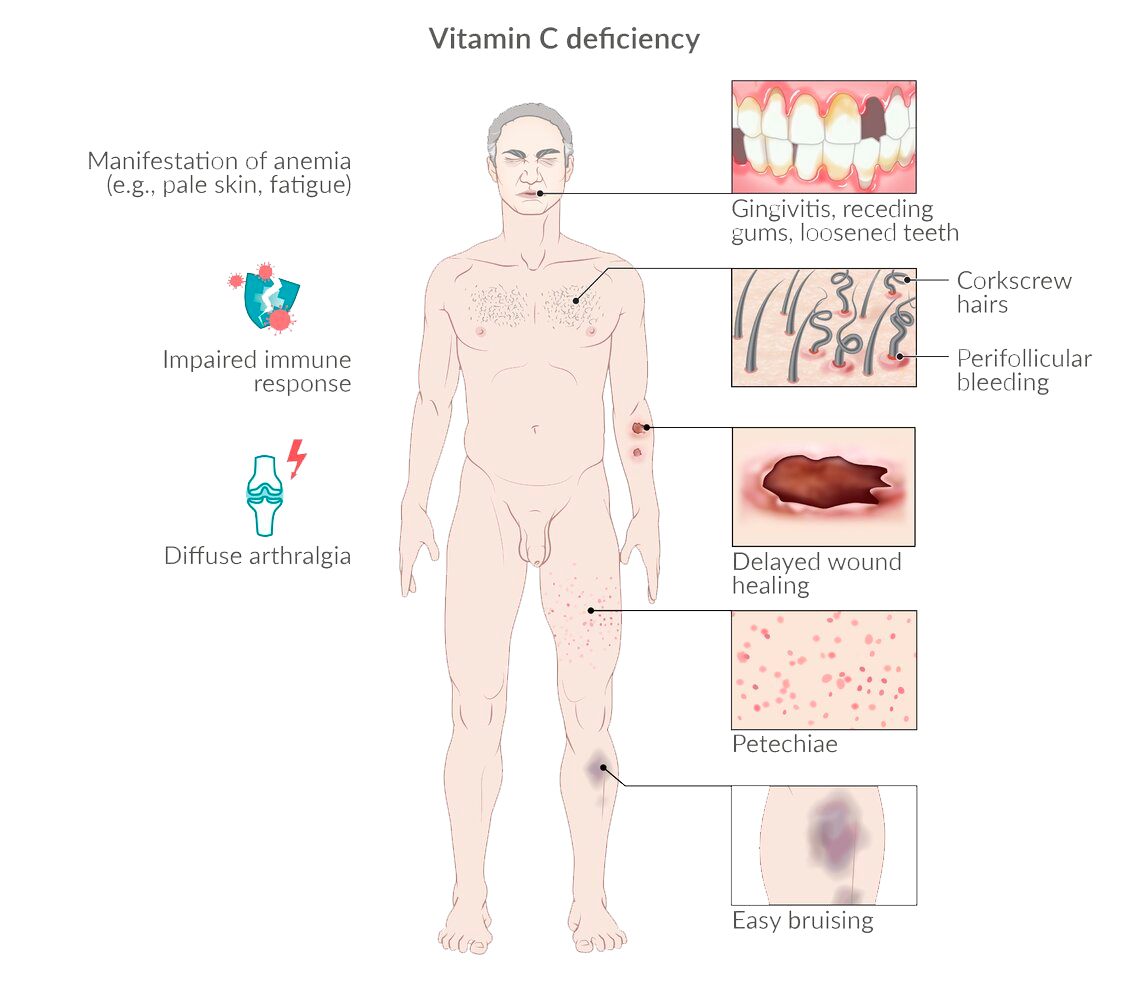 Vitamin C deficiency
Manifestation of anemia
(e.g., pale skin, fatigue)
Impaired immune
response
Diffuse arthralgia
Gingivitis, receding
gums, loosened teeth
Corkscrew
hairs
Perifollicular
bleeding
Delayed wound
healing
Petechiae
Easy bruising